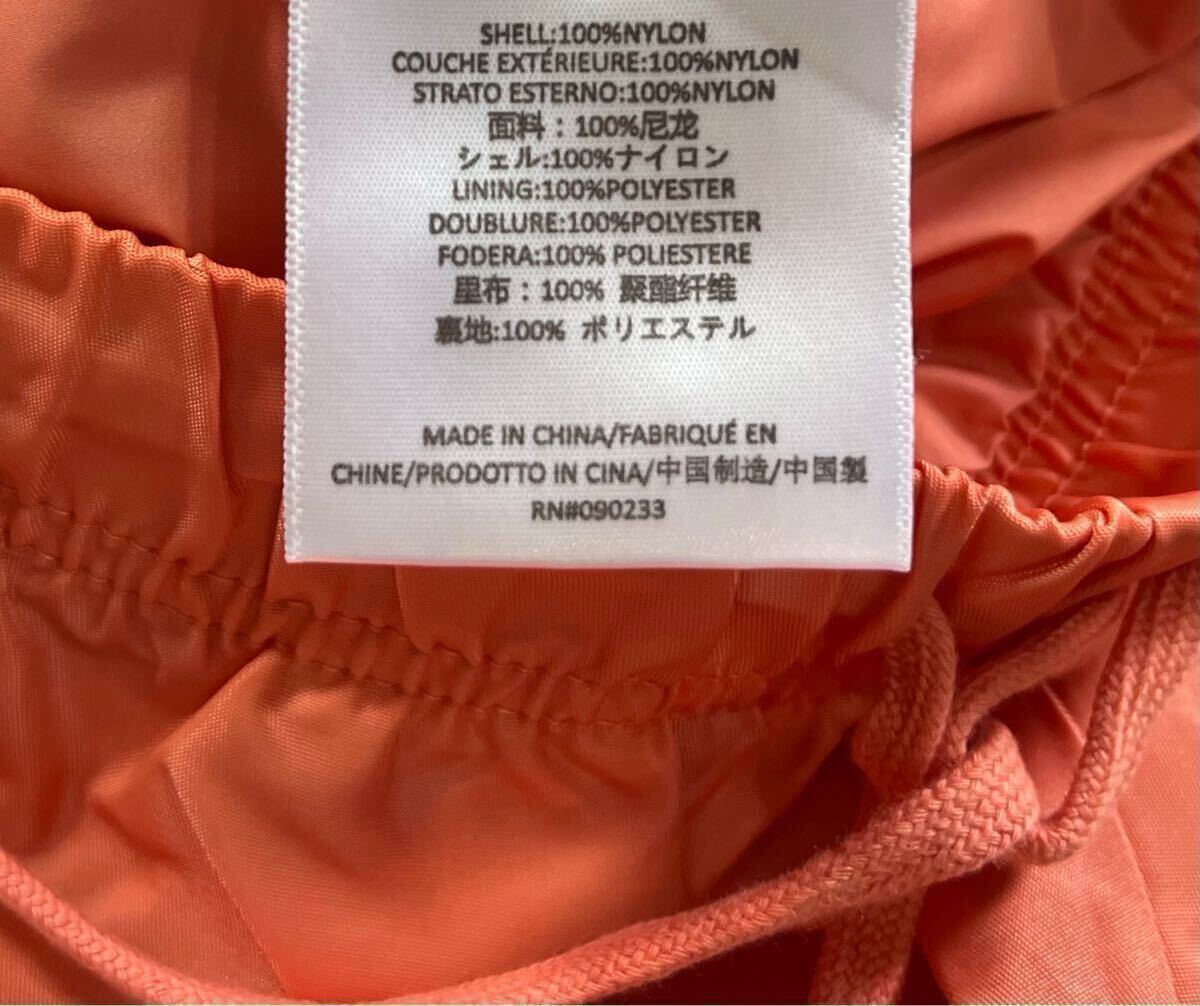 SHELL:100%NYLON
COUCHE EXTÉRIEURE:100%NYLON
STRATO ESTERNO:100%NYLON
面料：100%尼龙
シェル:100%ナイロン
LINING:100%POLYESTER
DOUBLURE:100%POLYESTER
FODERA:100% POLIESTERE
里布：100% 聚酯纤维
裏地:100% ポリエステル
MADE IN CHINA/FABRIQUÉ EN
CHINE/PRODOTTO IN CINA/中国制造/中国製
RN#090233